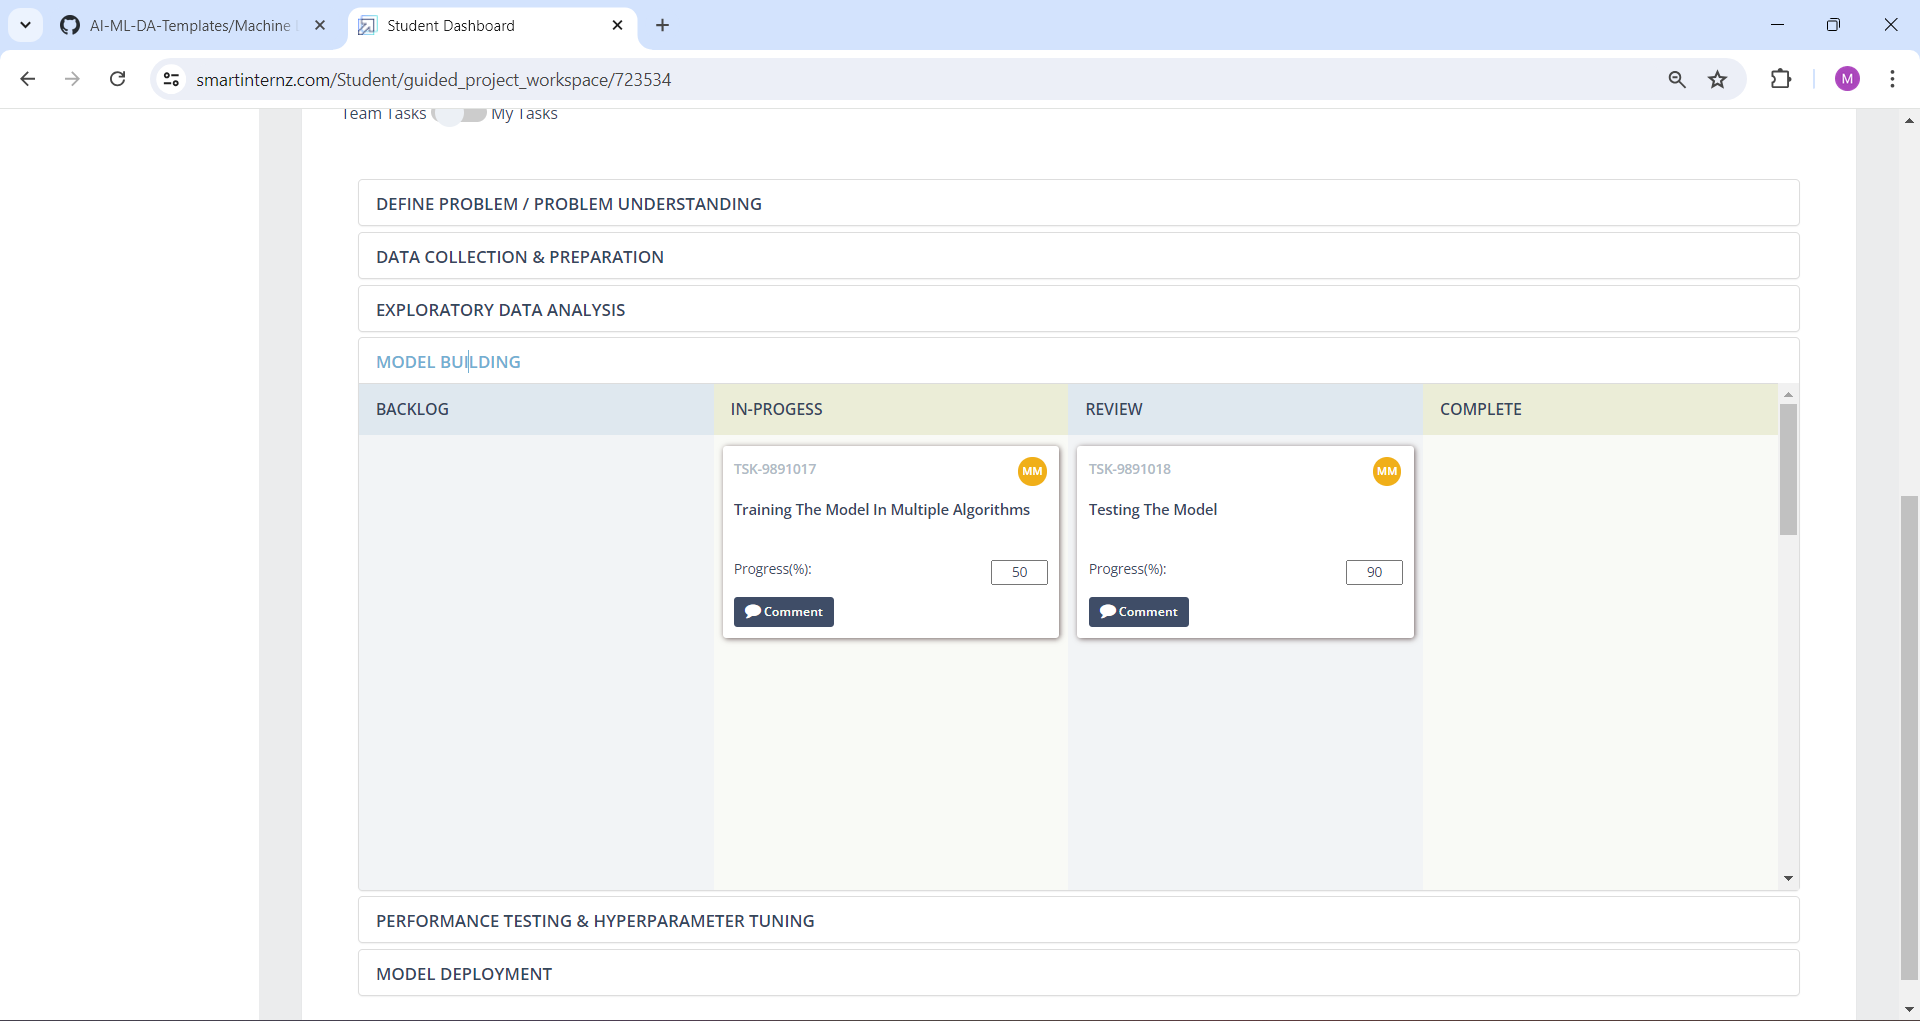 AI-ML-DA-Templates/Machine
Student Dashboard
smartinternz.com/Student/guided_project_workspace/723534
M
Team Tasks My Tasks
DEFINE PROBLEM / PROBLEM UNDERSTANDING
DATA COLLECTION & PREPARATION
EXPLORATORY DATA ANALYSIS
MODEL BUILDING
BACKLOG IN-PROGESS REVIEW COMPLETE
TSK-9891017 MM
Training The Model In Multiple Algorithms
Progress(%): 50
Comment
TSK-9891018 MM
Testing The Model
Progress(%): 90
Comment
PERFORMANCE TESTING & HYPERPARAMETER TUNING
MODEL DEPLOYMENT